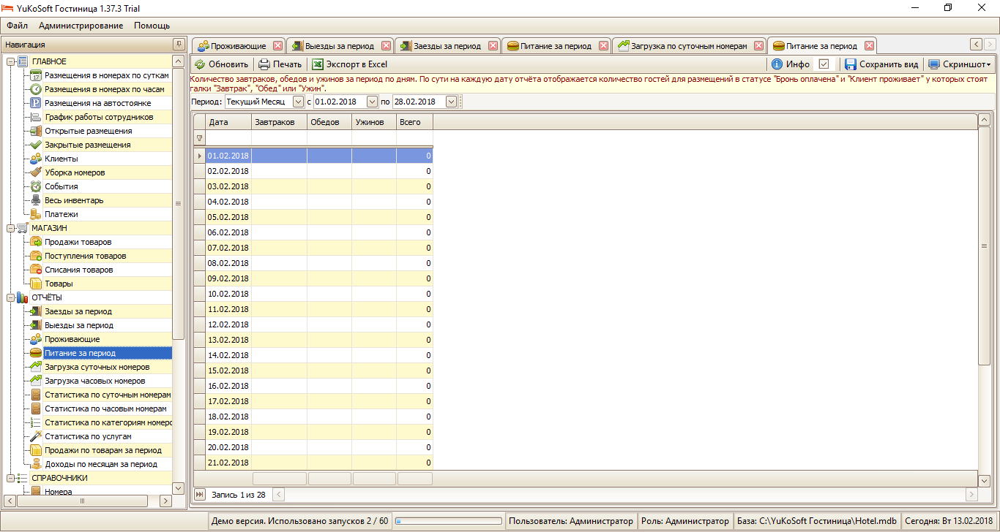 YuKoSoft Гостиница 1.37.3 Trial
Файл Администрирование Помощь
Навигация
ГЛАВНОЕ
Размещения в номерах по суткам
Размещения в номерах по часам
Размещения на автостоянке
График работы сотрудников
Открытые размещения
Закрытые размещения
Клиенты
Уборка номеров
События
Весь инвентарь
Платежи
МАГАЗИН
Продажи товаров
Поступления товаров
Списания товаров
Товары
ОТЧЁТЫ
Заезды за период
Выезды за период
Проживающие
Питание за период
Загрузка суточных номеров
Загрузка часовых номеров
Статистика по суточным номерам
Статистика по часовым номерам
Статистика по категориям номеро
Статистика по услугам
Продажи по товарам за период
Доходы по месяцам за период
СПРАВОЧНИКИ
Номера
Проживающие Выезды за период Заезды за период Питание за период Загрузка по суточным номерам Питание за период
Обновить Печать Экспорт в Excel Инфо Сохранить вид Скриншот
Количество завтраков, обедов и ужинов за период по дням. По сути на каждую дату отчёта отображается количество гостей для размещений в статусе "Бронь оплачена" и "Клиент проживает" у которых стоят
галки "Завтрак", "Обед" или "Ужин".
Период: Текущий Месяц с 01.02.2018 по 28.02.2018
Дата Завтраков Обедов Ужинов Всего
01.02.2018 0
02.02.2018 0
03.02.2018 0
04.02.2018 0
05.02.2018 0
06.02.2018 0
07.02.2018 0
08.02.2018 0
09.02.2018 0
10.02.2018 0
11.02.2018 0
12.02.2018 0
13.02.2018 0
14.02.2018 0
15.02.2018 0
16.02.2018 0
17.02.2018 0
18.02.2018 0
19.02.2018 0
20.02.2018 0
21.02.2018 0
Запись 1 из 28
Демо версия. Использовано запусков 2 / 60 Пользователь: Администратор Роль: Администратор База: C:\YuKoSoft Гостиница\Hotel.mdb Сегодня: Вт 13.02.2018